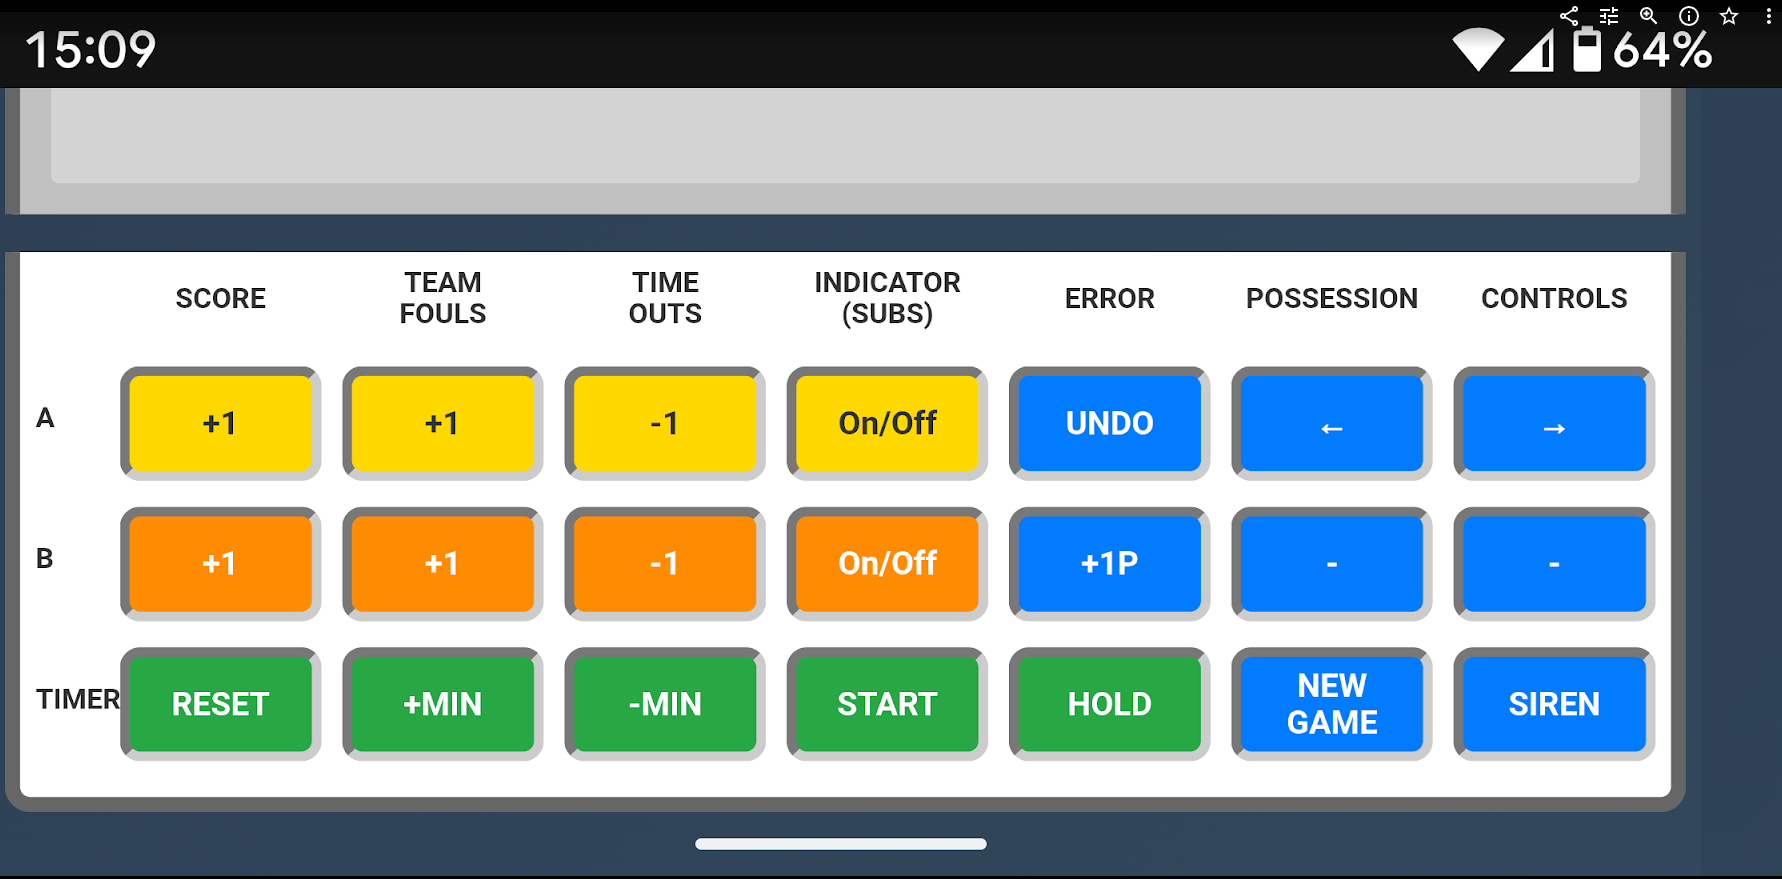 15:09 64%
SCORE TEAM FOULS TIME OUTS INDICATOR (SUBS) ERROR POSSESSION CONTROLS
A +1 +1 -1 On/Off UNDO ← →
B +1 +1 -1 On/Off +1P - -
TIMER RESET +MIN -MIN START HOLD NEW GAME SIREN